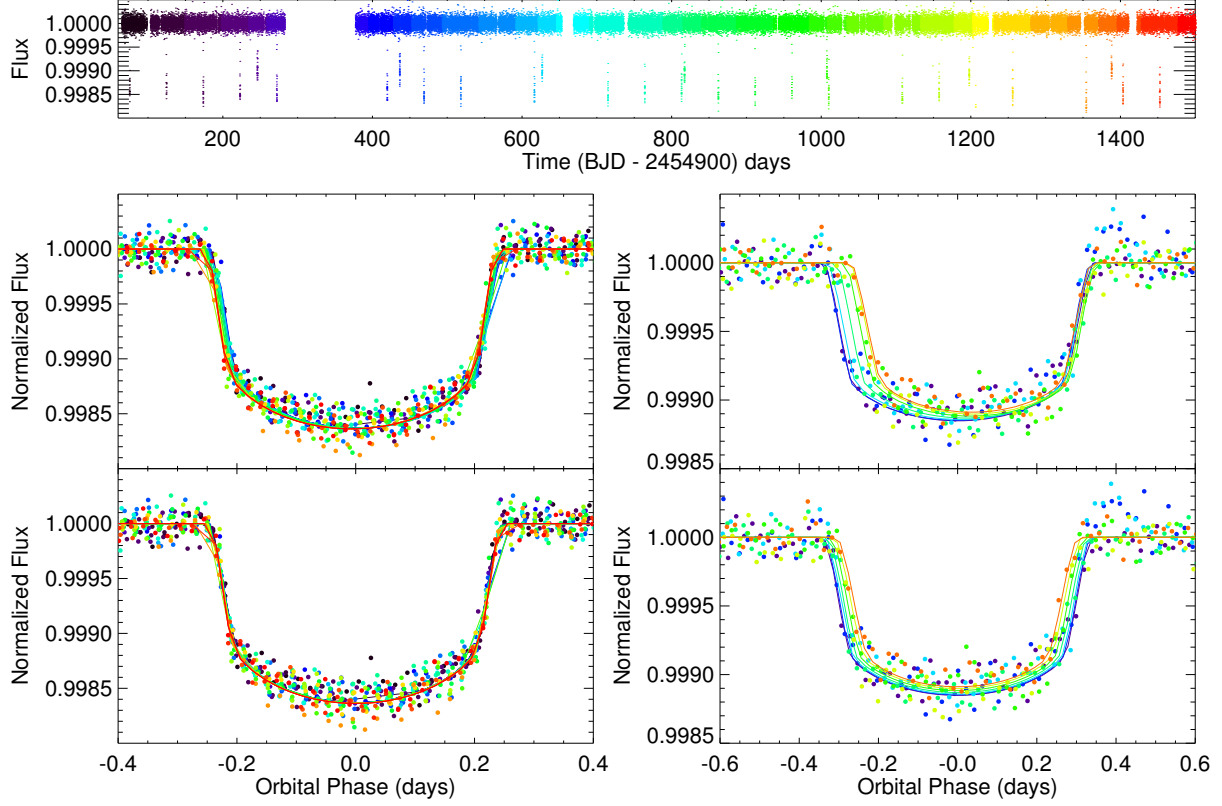 1.0000
0.9995
0.9990
0.9985
Flux
200 400 600 800 1000 1200 1400
Time (BJD - 2454900) days
1.0000
0.9995
0.9990
0.9985
Normalized Flux
1.0000
0.9995
0.9990
0.9985
Normalized Flux
1.0000
0.9995
0.9990
0.9985
Normalized Flux
-0.4 -0.2 0.0 0.2 0.4
Orbital Phase (days)
1.0000
0.9995
0.9990
0.9985
Normalized Flux
-0.6 -0.4 -0.2 -0.0 0.2 0.4 0.6
Orbital Phase (days)